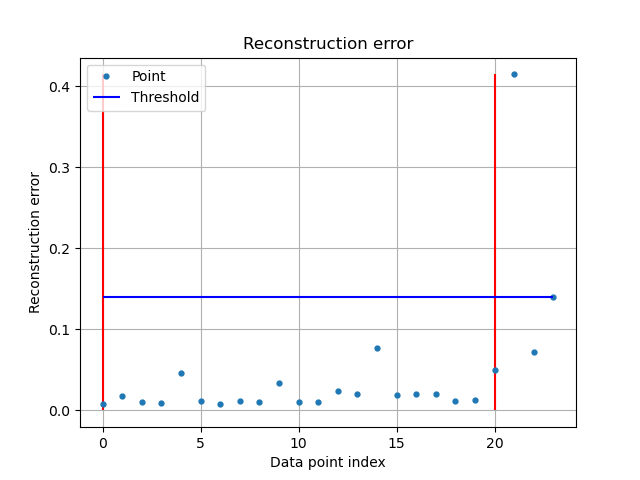 Reconstruction error
Point
Threshold
0.4
0.3
0.2
0.1
0.0
Reconstruction error
0
5
10
15
20
Data point index